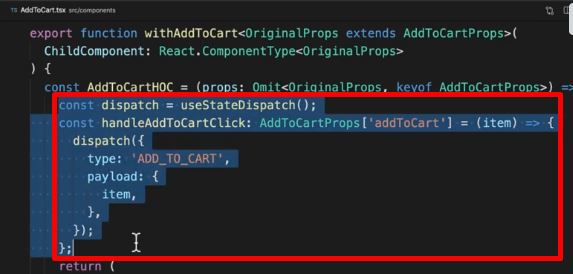 TS AddToCart.tsx src/components
export function withAddToCart<OriginalProps extends AddToCartProps>(
ChildComponent: React.ComponentType<OriginalProps>
) {
const AddToCartHOC = (props: Omit<OriginalProps, keyof AddToCartProps>) =>
const dispatch = useStateDispatch();
const handleAddToCartClick: AddToCartProps['addToCart'] = (item) => {
dispatch({
type: 'ADD_TO_CART',
payload: {
item,
},
});
};
return (